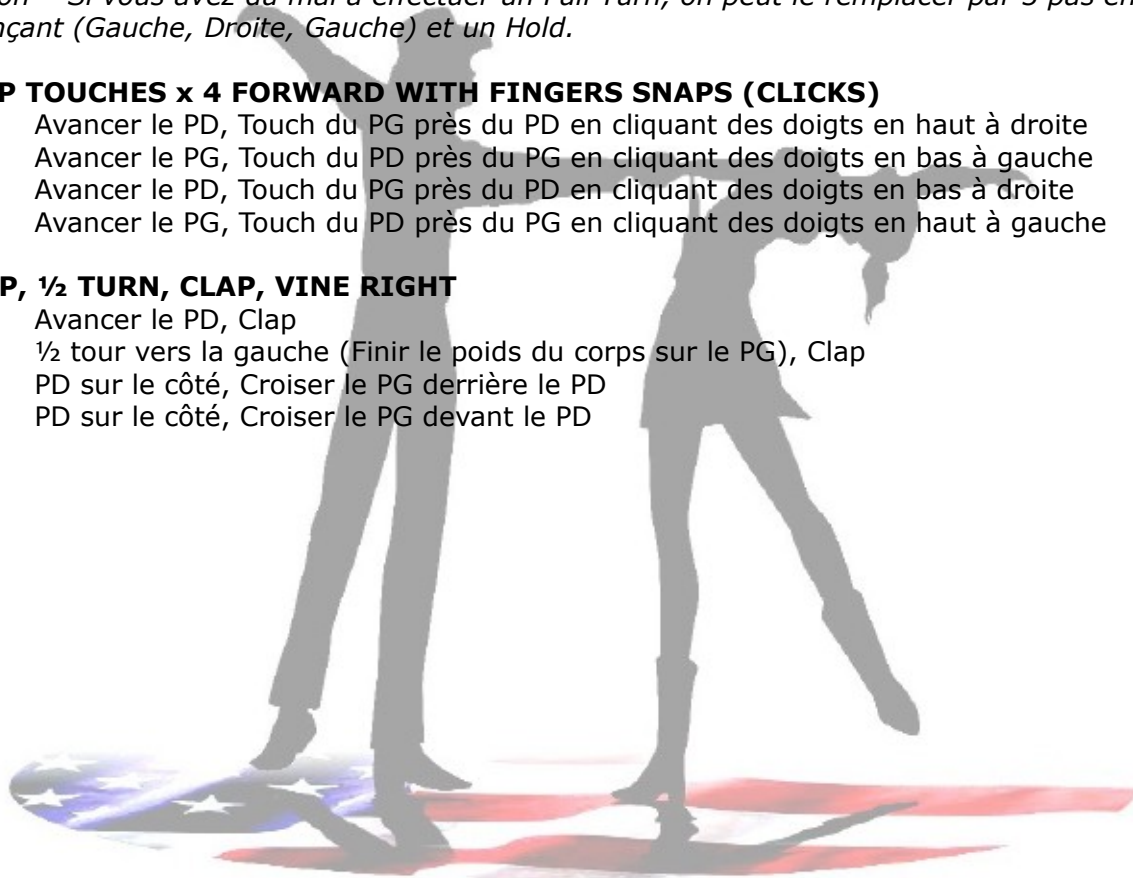 on – Si vous avez du mal à effectuer un Full Turn, on peut le remplacer par 3 pas en
nçant (Gauche, Droite, Gauche) et un Hold.
P TOUCHES x 4 FORWARD WITH FINGERS SNAPS (CLICKS)
Avancer le PD, Touch du PG près du PD en cliquant des doigts en haut à droite
Avancer le PG, Touch du PD près du PG en cliquant des doigts en bas à gauche
Avancer le PD, Touch du PG près du PD en cliquant des doigts en bas à droite
Avancer le PG, Touch du PD près du PG en cliquant des doigts en haut à gauche
P, ½ TURN, CLAP, VINE RIGHT
Avancer le PD, Clap
½ tour vers la gauche (Finir le poids du corps sur le PG), Clap
PD sur le côté, Croiser le PG derrière le PD
PD sur le côté, Croiser le PG devant le PD